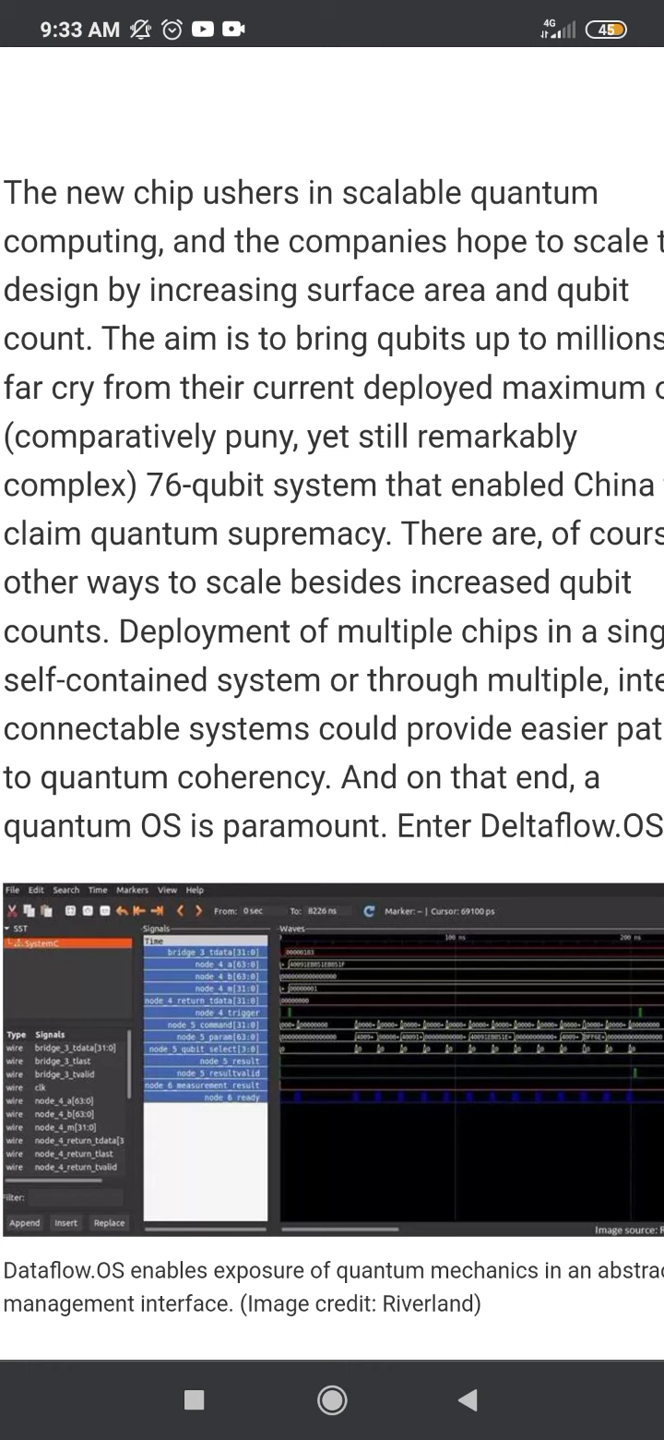 9:33 AM
4G
45
The new chip ushers in scalable quantum
computing, and the companies hope to scale t
design by increasing surface area and qubit
count. The aim is to bring qubits up to millions
far cry from their current deployed maximum o
(comparatively puny, yet still remarkably
complex) 76-qubit system that enabled China
claim quantum supremacy. There are, of cours
other ways to scale besides increased qubit
counts. Deployment of multiple chips in a sing
self-contained system or through multiple, inte
connectable systems could provide easier pat
to quantum coherency. And on that end, a
quantum OS is paramount. Enter Deltaflow.OS
File Edit Search Time Markers View Help
From: 0 sec To: 8226 ns Marker: -- | Cursor: 69100 ps
SST
SystemC
Type Signals
wire bridge_3_tdata[31:0]
wire bridge_3_tlast
wire bridge_3_tvalid
wire clk
wire node_4_a[63:0]
wire node_4_b[63:0]
wire node_4_m[31:0]
wire node_4_return_tdata[3
wire node_4_return_tlast
wire node_4_return_tvalid
Filter:
Append Insert Replace
Signals
Time
bridge_3_tdata[31:0]
node_4_a[63:0]
node_4_b[63:0]
node_4_m[31:0]
node_4_return_tdata[31:0]
node_4_trigger
node_5_command[31:0]
node_5_param[63:0]
node_5_qubit_select[3:0]
node_5_result
node_5_resultvalid
node_6_measurement_result
node_6_ready
Waves
100 ns 200 ns
00000103
Image source: R
Dataflow.OS enables exposure of quantum mechanics in an abstrac
management interface. (Image credit: Riverland)